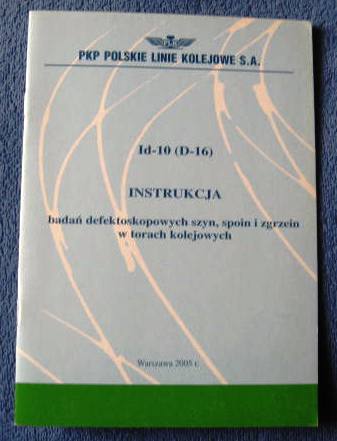 PKP POLSKIE LINIE KOLEJOWE S.A.
Id-10 (D-16)
INSTRUKCJA
badań defektoskopowych szyn, spoin i zgrzein
w torach kolejowych
Warszawa 2005 r.